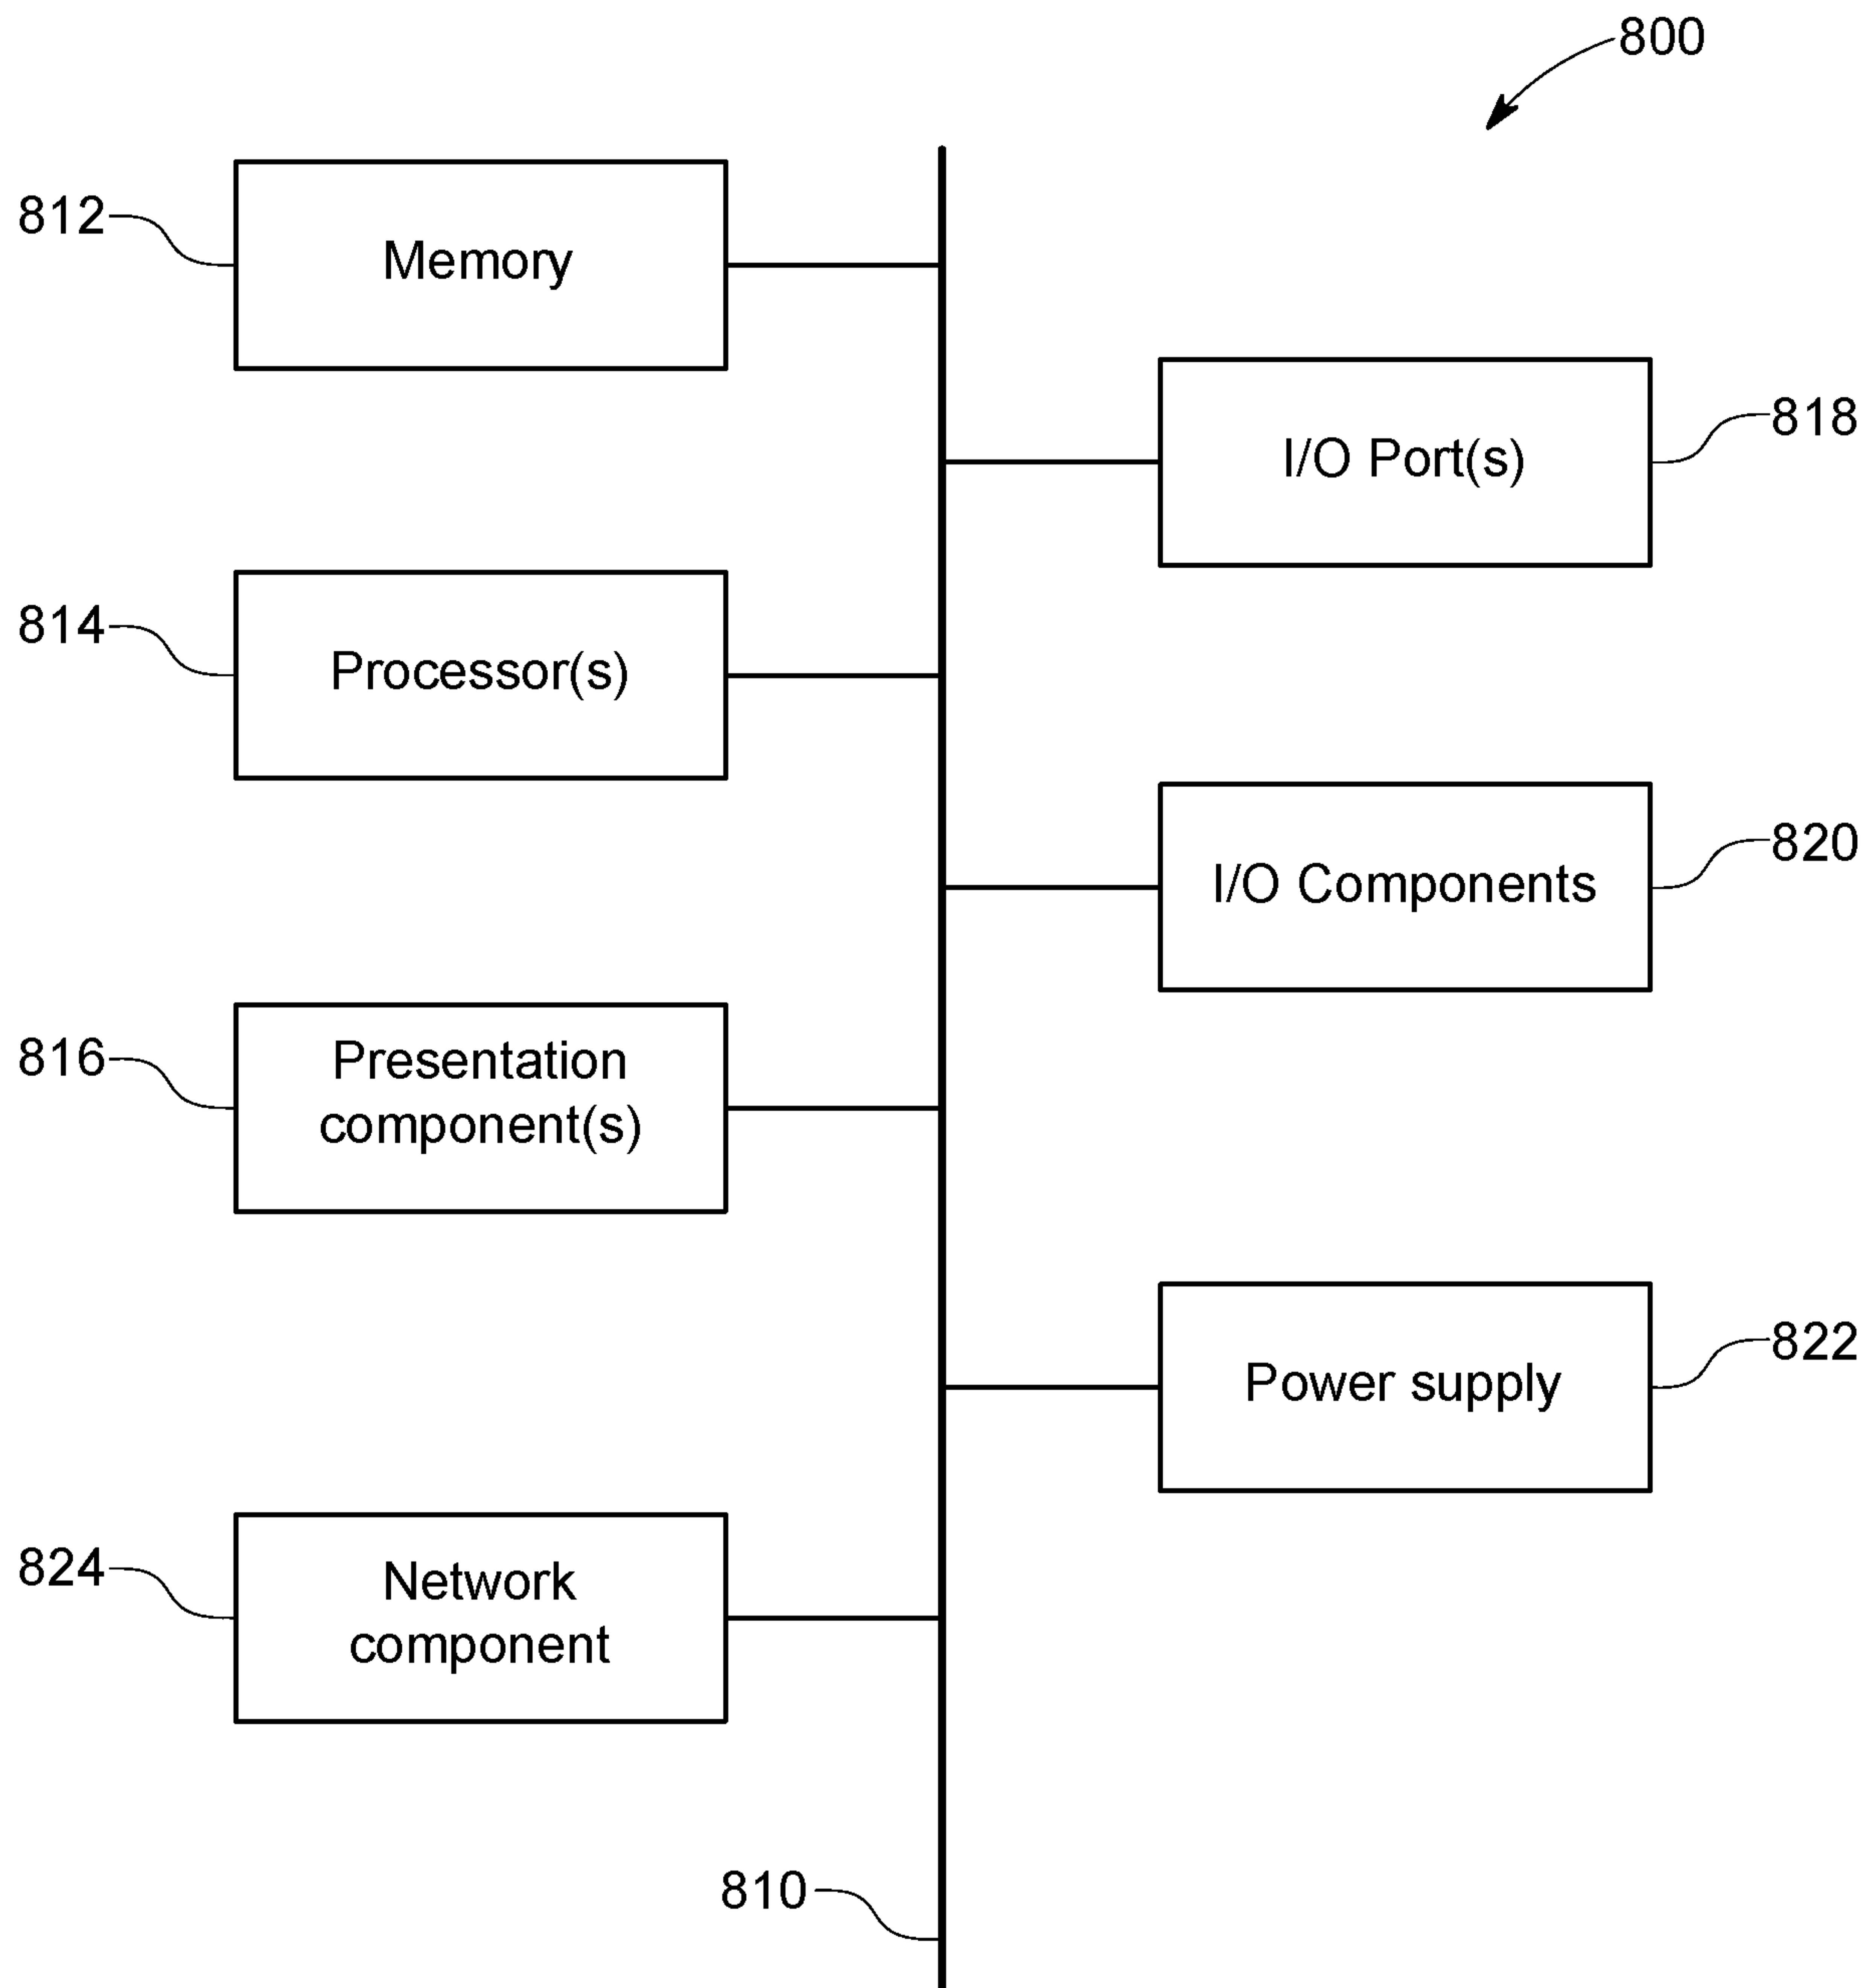 800
812
Memory
818
I/O Port(s)
814
Processor(s)
820
I/O Components
816
Presentation
component(s)
822
Power supply
824
Network
component
810